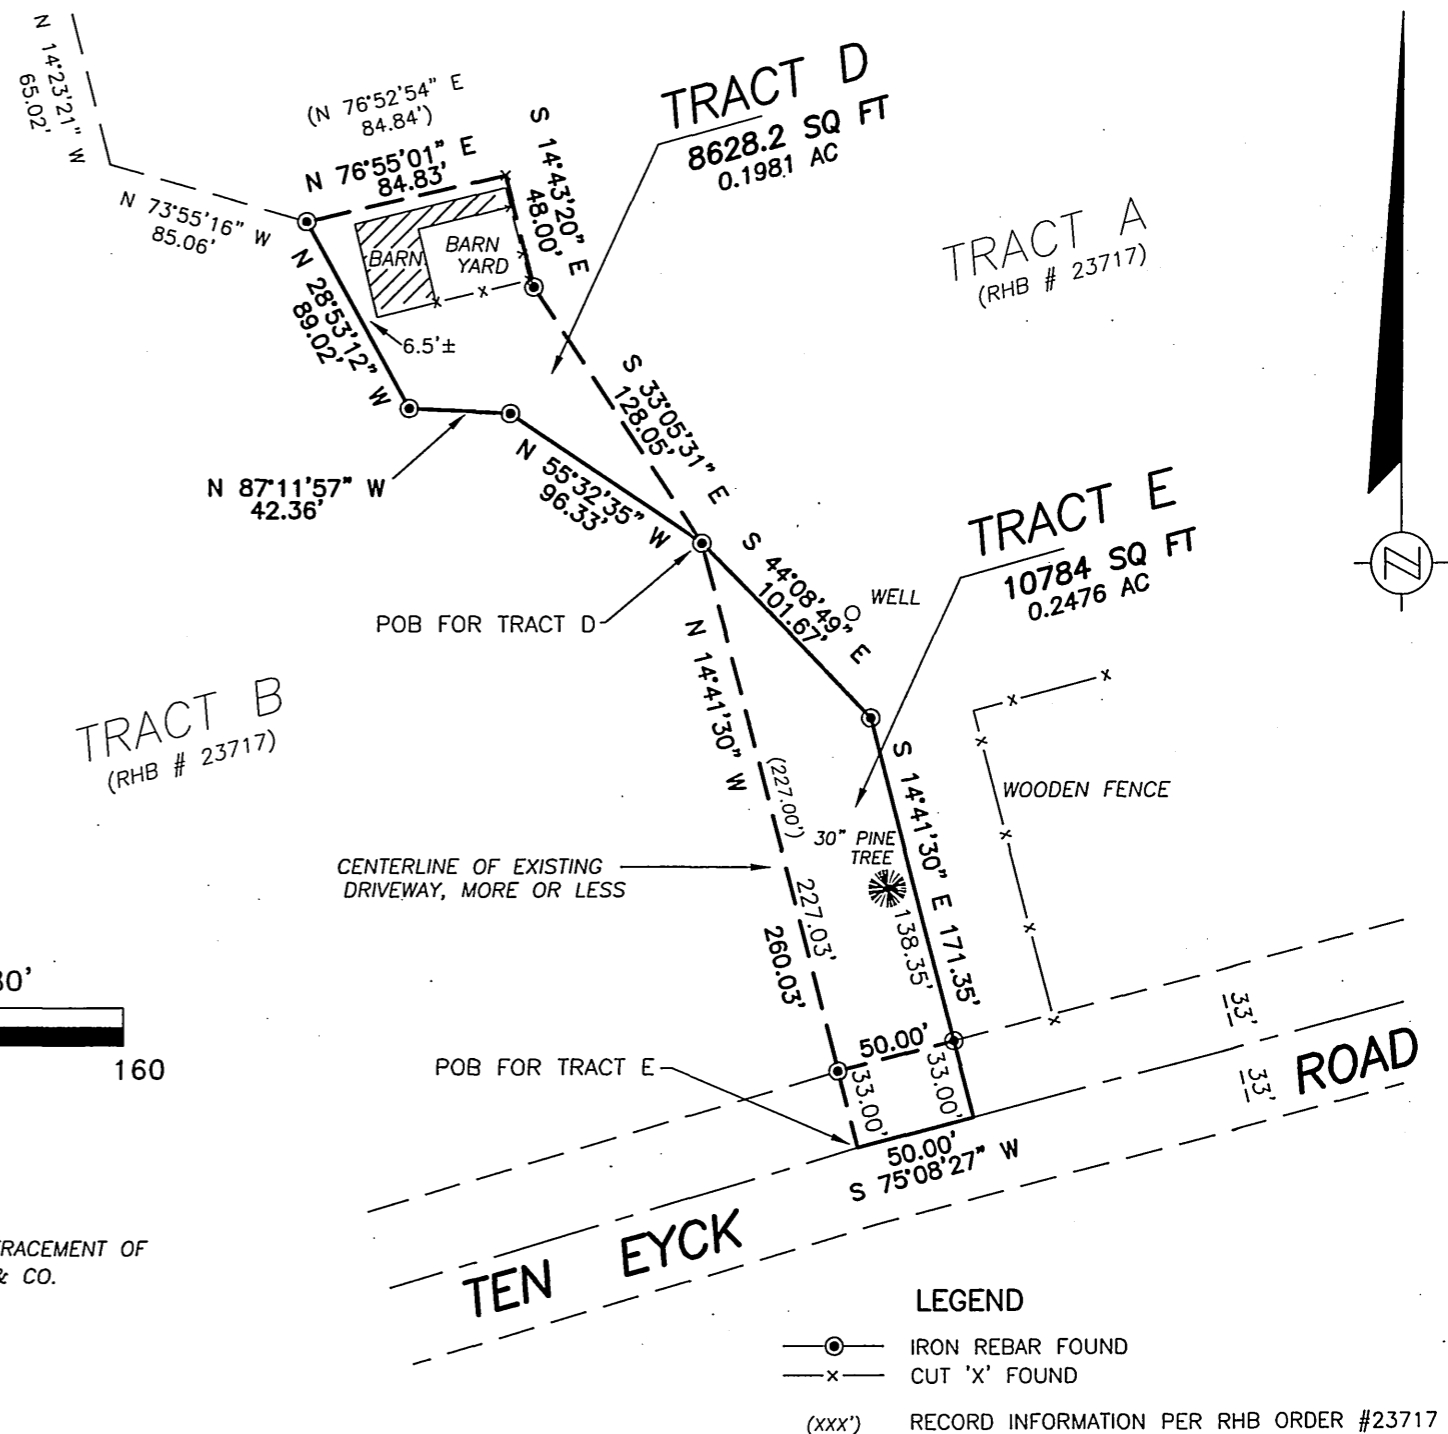 N 14°23'21" W
65.02'
(N 76°52'54" E
84.84')
N 76°55'01" E
84.83'
S 14°43'20" E
48.00'
TRACT D
8628.2 SQ FT
0.1981 AC
N 73°55'16" W
85.06'
BARN
BARN
YARD
TRACT A
(RHB # 23717)
N 28°53'12" W
89.02'
6.5'±
S 33°05'31" E
128.05'
N 87°11'57" W
42.36'
N 55°32'35" W
96.33'
TRACT E
10784 SQ FT
0.2476 AC
S 44°08'49" E
101.67'
WELL
POB FOR TRACT D
N 14°41'30" W
TRACT B
(RHB # 23717)
(227.00')
WOODEN FENCE
S 14°41'30" E 171.35'
30" PINE
TREE
CENTERLINE OF EXISTING
DRIVEWAY, MORE OR LESS
227.03'
138.35'
260.03'
160
50.00'
33'
POB FOR TRACT E
33.00'
33.00'
33'
ROAD
50.00'
S 75°08'27" W
TEN EYCK
& CO.
LEGEND
IRON REBAR FOUND
CUT 'X' FOUND
(XXX') RECORD INFORMATION PER RHB ORDER #23717